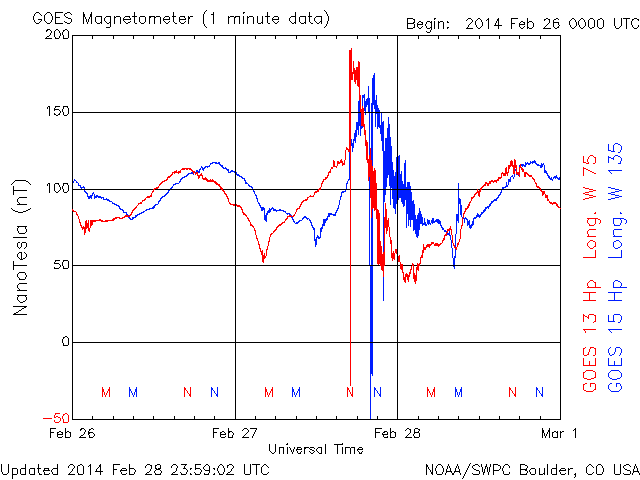 GOES Magnetometer (1 minute data)
Begin: 2014 Feb 26 0000 UTC
200
150
100
50
0
-50
NanoTesla (nT)
M M N N M M N N M M N N
Feb 26 Feb 27 Feb 28 Mar 1
Universal Time
GOES 13 Hp Long. W 75
GOES 15 Hp Long. W 135
Updated 2014 Feb 28 23:59:02 UTC
NOAA/SWPC Boulder, CO USA